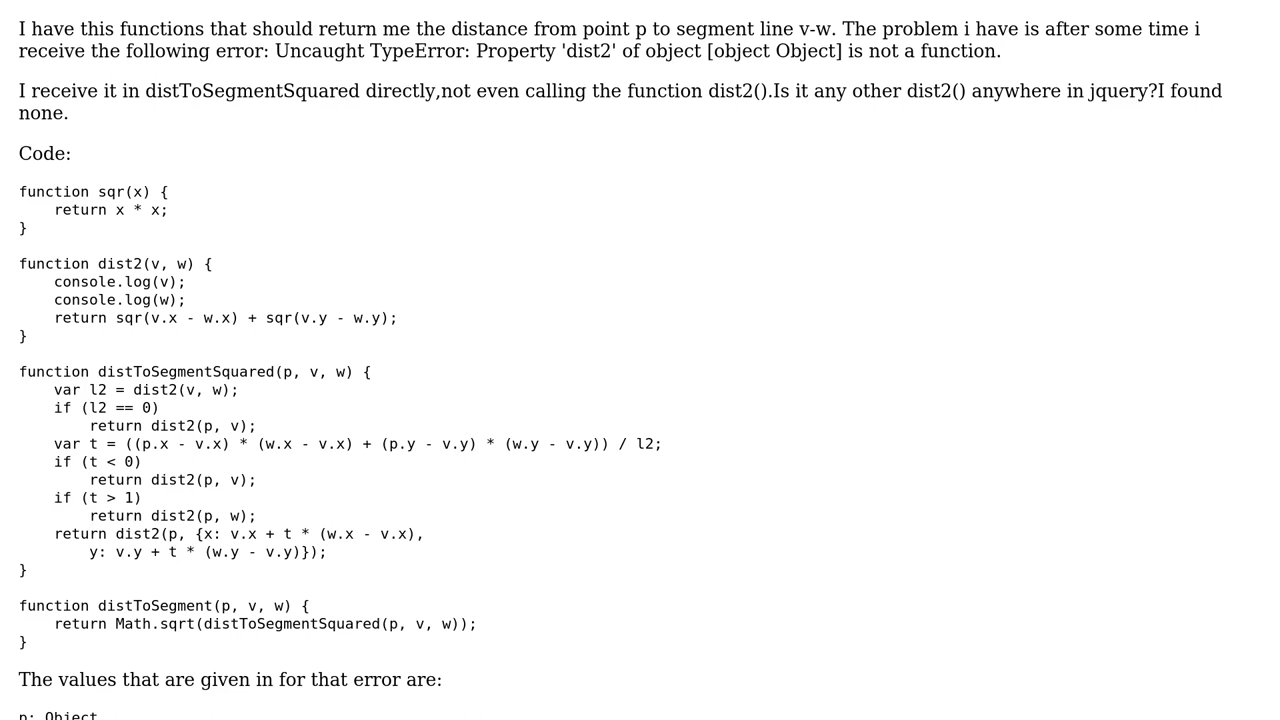 I have this functions that should return me the distance from point p to segment line v-w. The problem i have is after some time i
receive the following error: Uncaught TypeError: Property 'dist2' of object [object Object] is not a function.
I receive it in distToSegmentSquared directly,not even calling the function dist2().Is it any other dist2() anywhere in jquery?I found
none.
Code:
function sqr(x) {
    return x * x;
}
function dist2(v, w) {
    console.log(v);
    console.log(w);
    return sqr(v.x - w.x) + sqr(v.y - w.y);
}
function distToSegmentSquared(p, v, w) {
    var l2 = dist2(v, w);
    if (l2 == 0)
        return dist2(p, v);
    var t = ((p.x - v.x) * (w.x - v.x) + (p.y - v.y) * (w.y - v.y)) / l2;
    if (t < 0)
        return dist2(p, v);
    if (t > 1)
        return dist2(p, w);
    return dist2(p, {x: v.x + t * (w.x - v.x),
        y: v.y + t * (w.y - v.y)});
}
function distToSegment(p, v, w) {
    return Math.sqrt(distToSegmentSquared(p, v, w));
}
The values that are given in for that error are:
p: Object